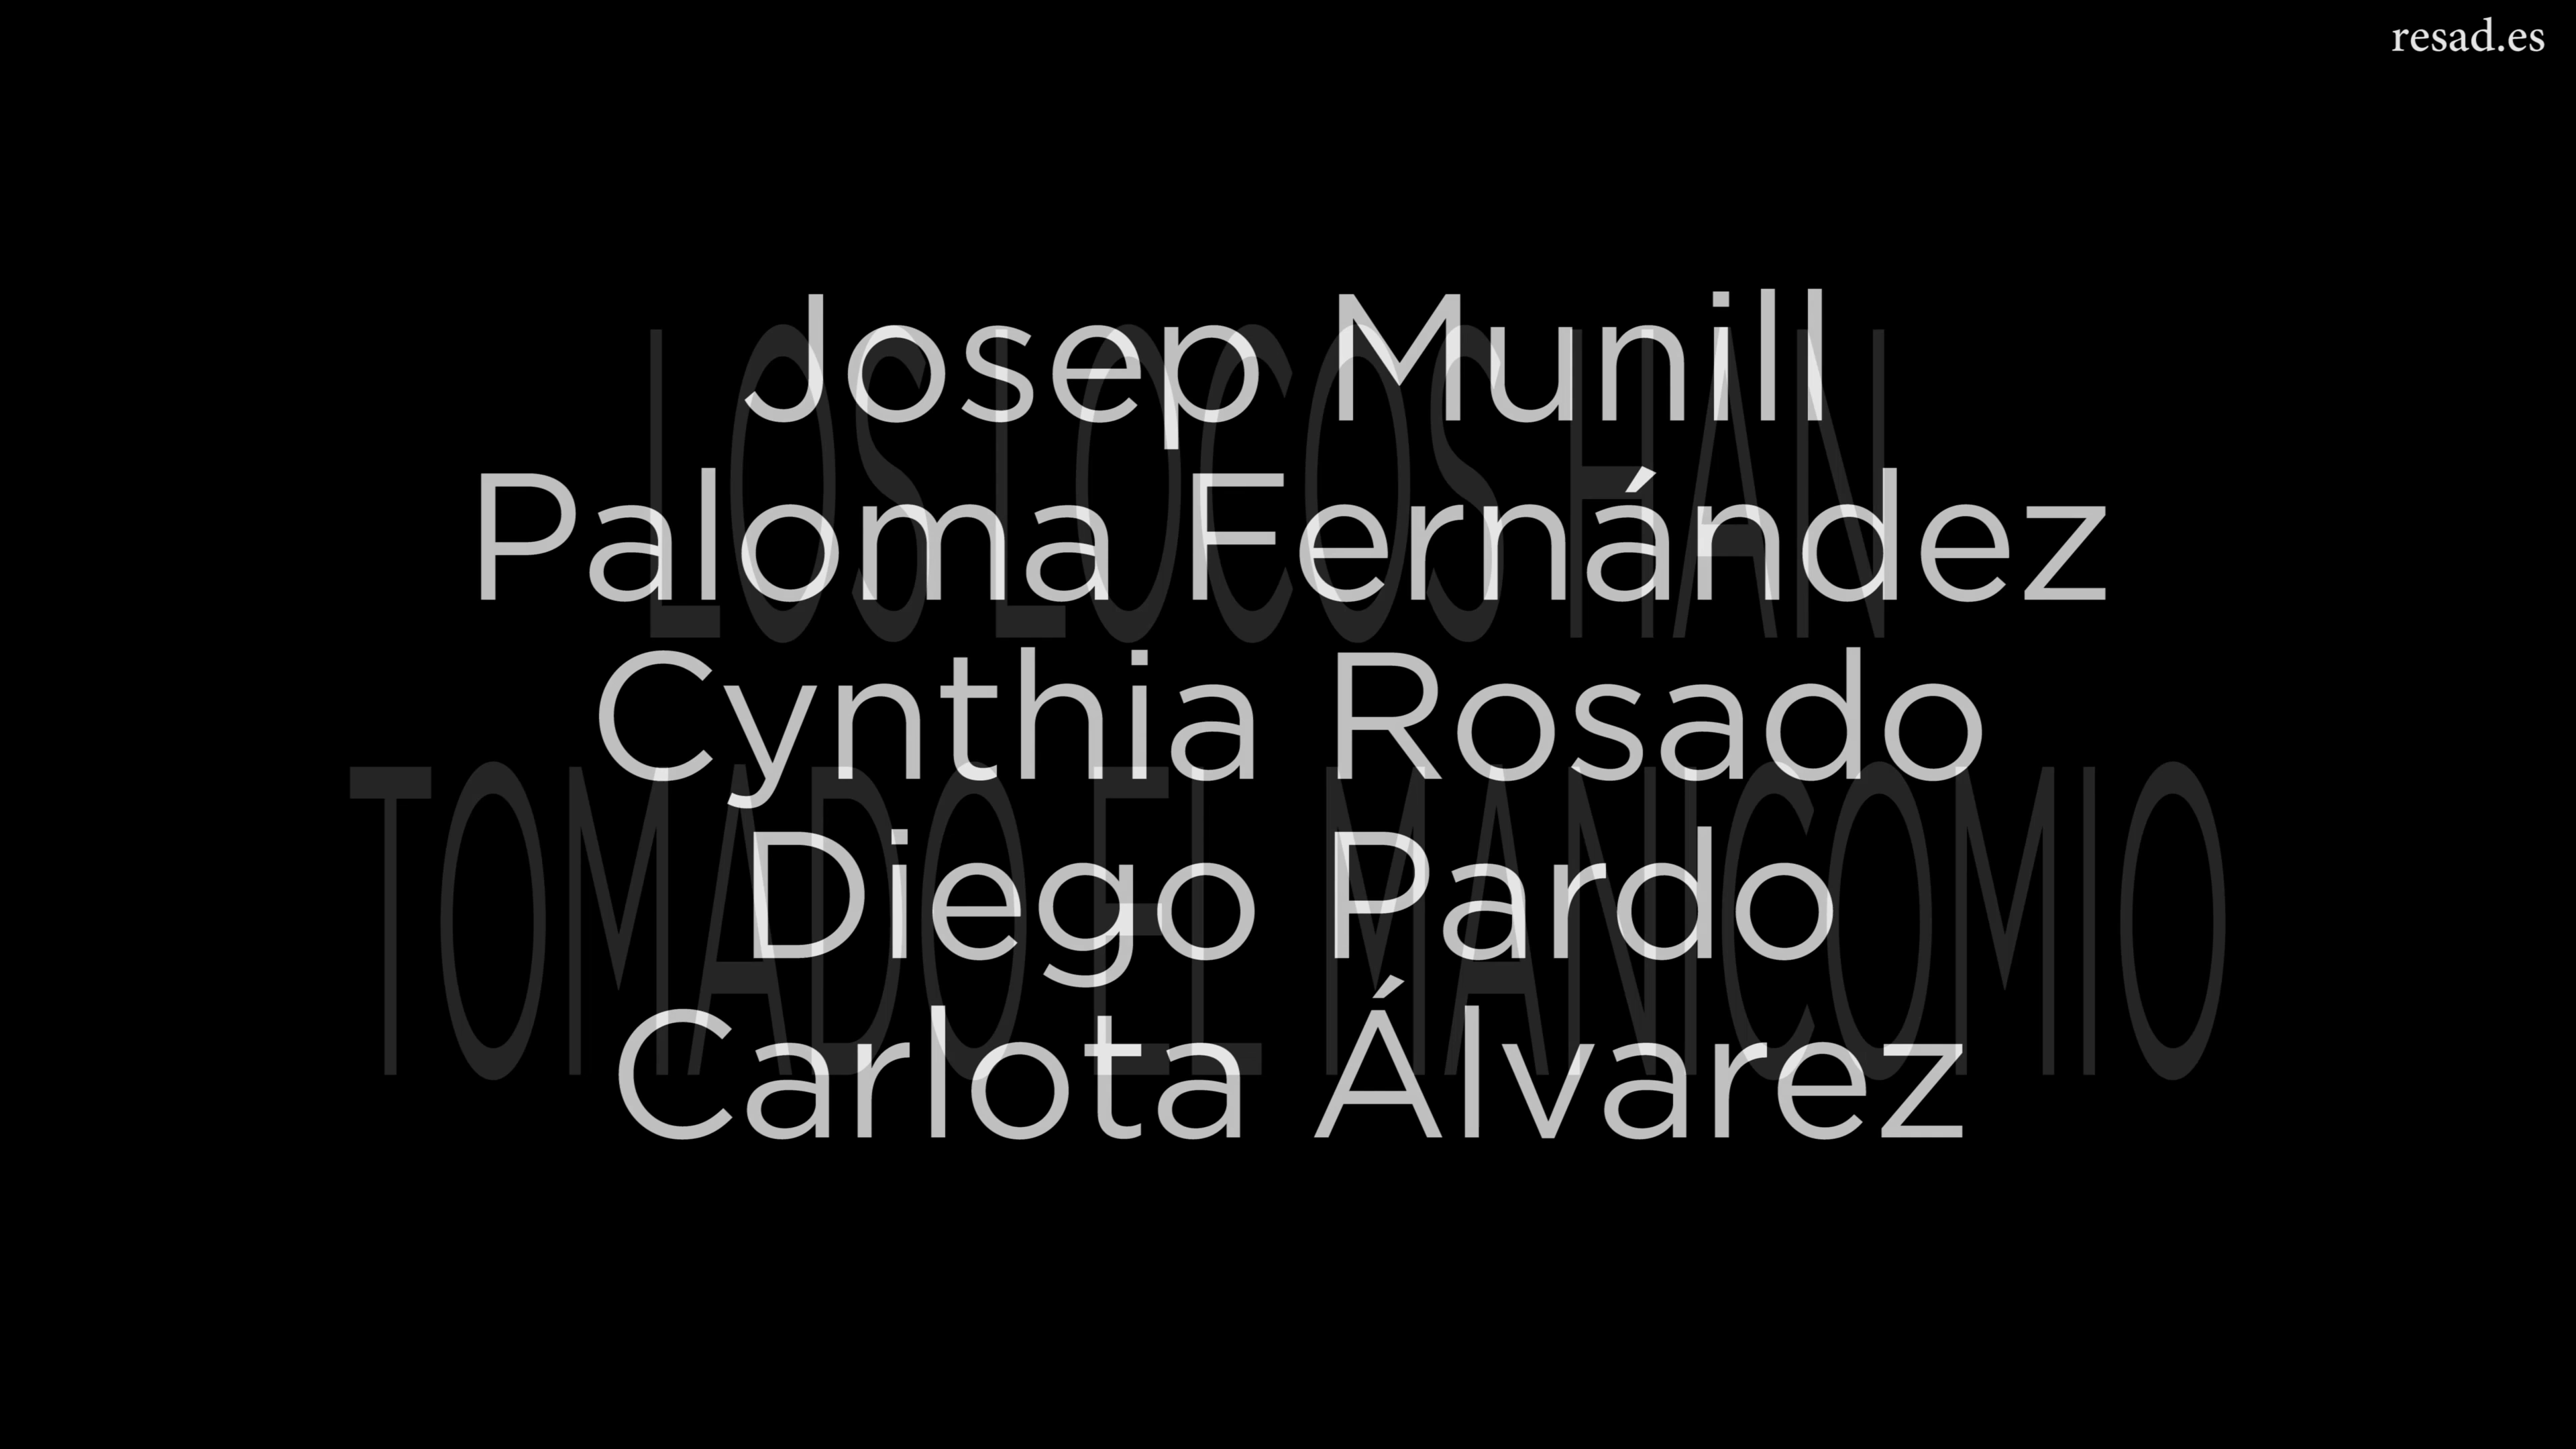 resad.es
Josep Munill
LOS LOCOS HAN
Paloma Fernández
Cynthia Rosado
TOMADO EL MANICOMIO
Diego Pardo
Carlota Álvarez